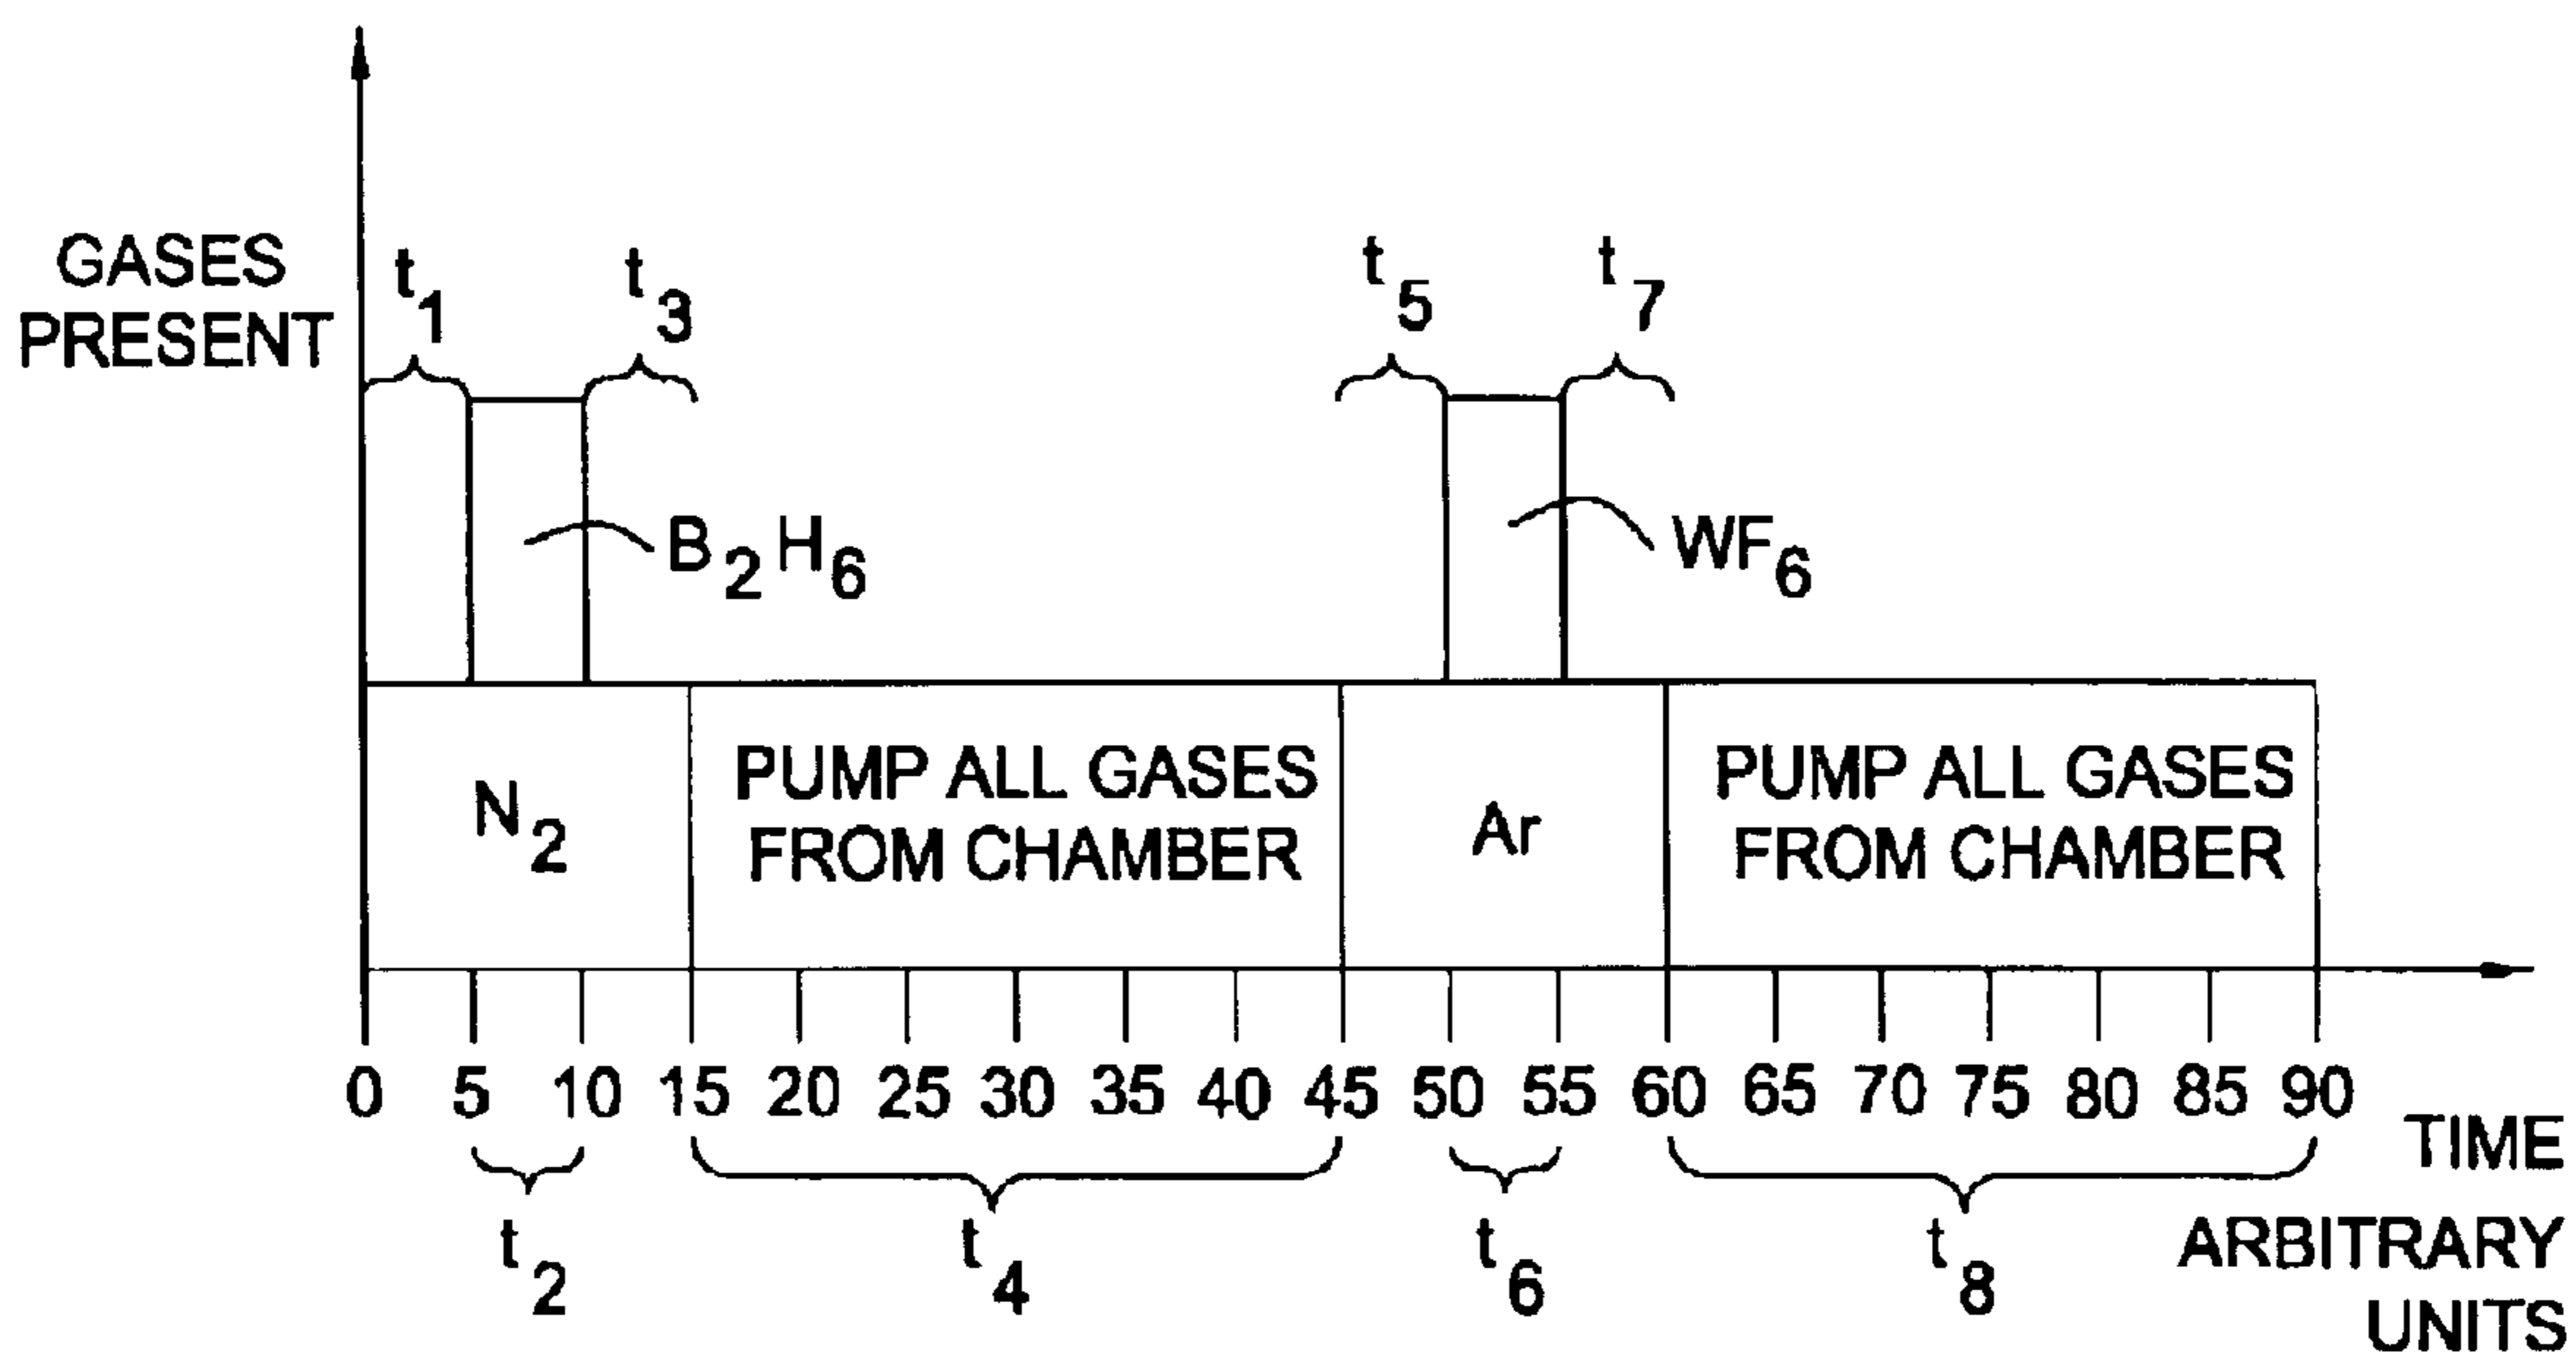 GASES
PRESENT
t1
t3
t5
t7
B2H6
WF6
N2
PUMP ALL GASES
FROM CHAMBER
Ar
PUMP ALL GASES
FROM CHAMBER
0 5 10 15 20 25 30 35 40 45 50 55 60 65 70 75 80 85 90
TIME
ARBITRARY
UNITS
t2
t4
t6
t8